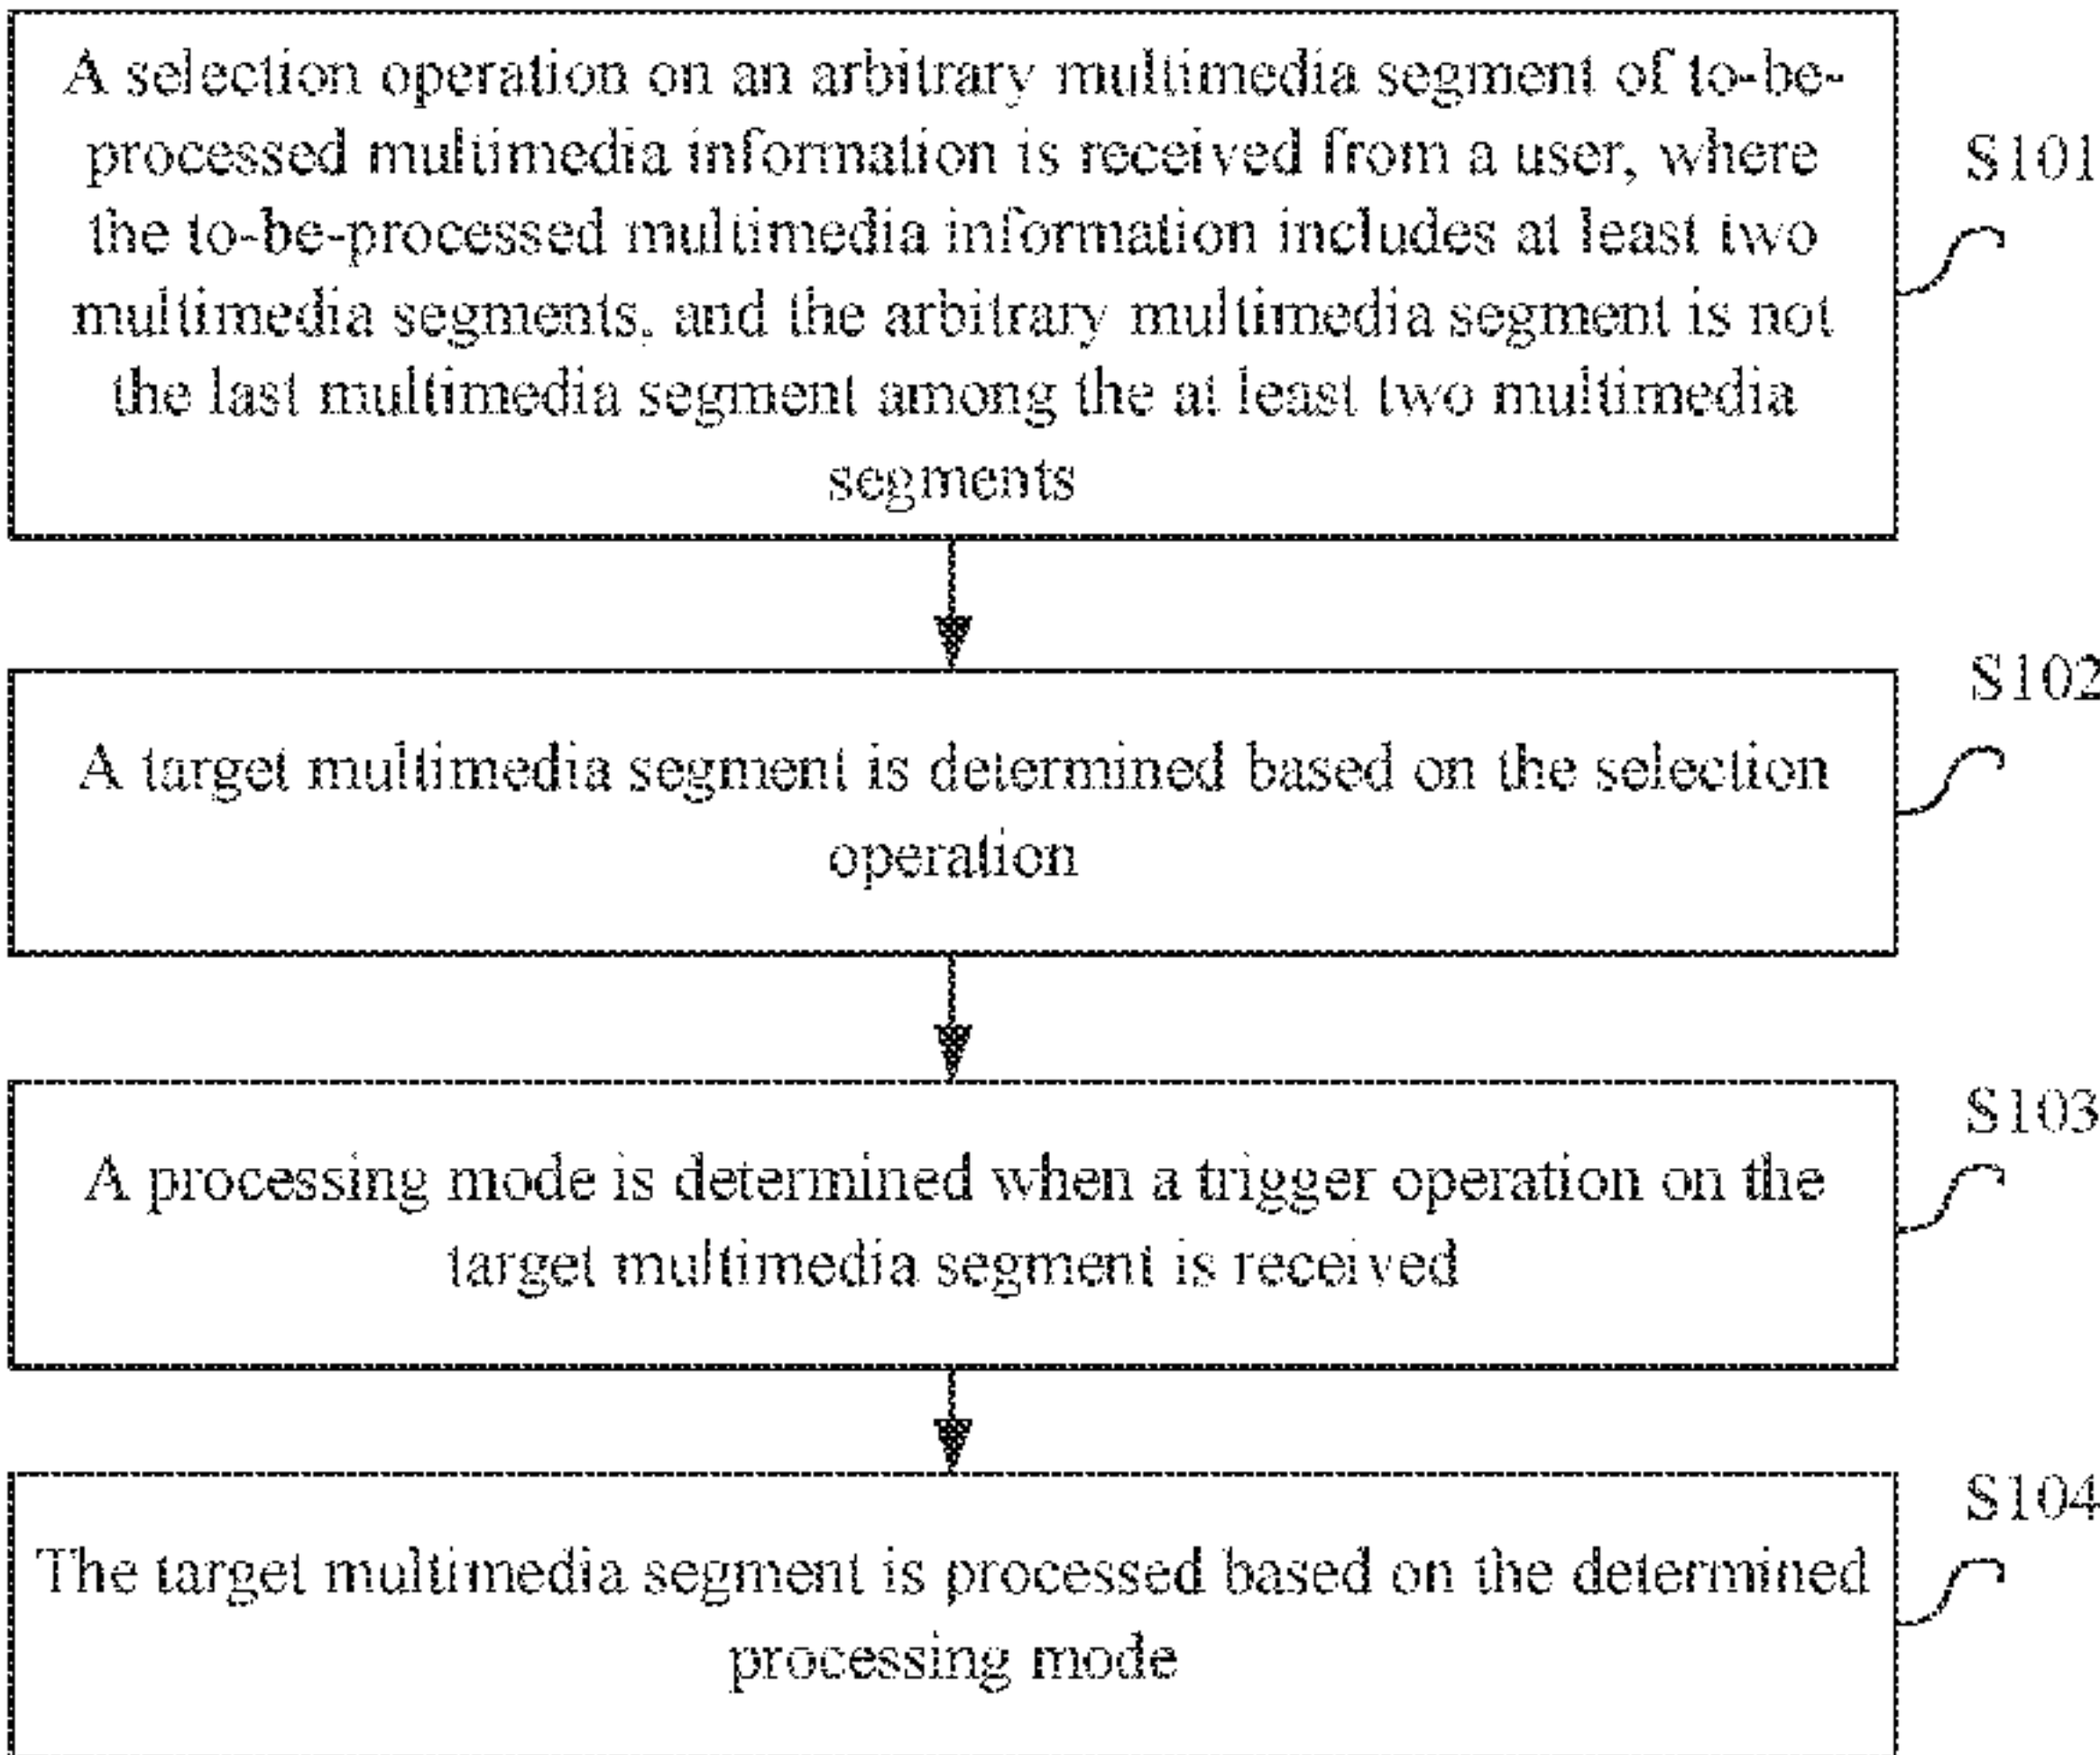 A selection operation on an arbitrary multimedia segment of to-be-
processed multimedia information is received from a user, where
the to-be-processed multimedia information includes at least two
multimedia segments, and the arbitrary multimedia segment is not
the last multimedia segment among the at least two multimedia
segments
S101
A target multimedia segment is determined based on the selection
operation
S102
A processing mode is determined when a trigger operation on the
target multimedia segment is received
S103
The target multimedia segment is processed based on the determined
processing mode
S104